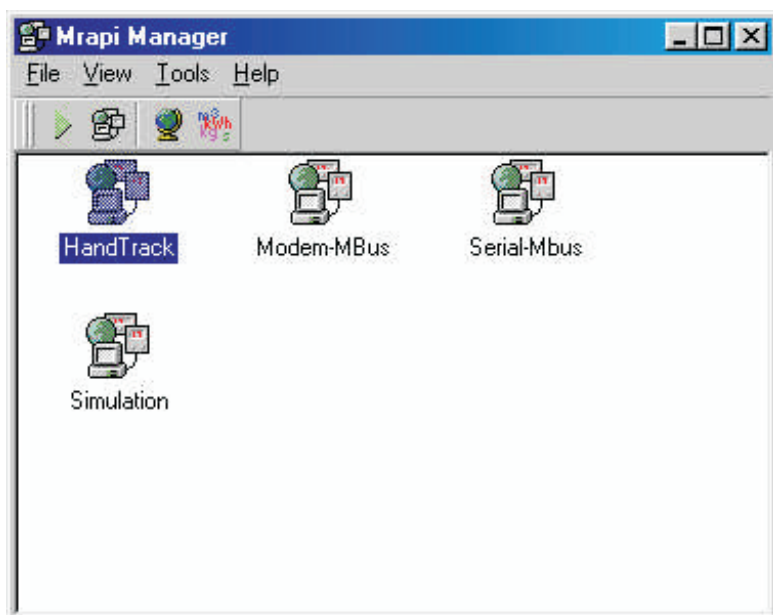 Mrapi Manager
File View Tools Help
HandTrack Modem-MBus Serial-Mbus
Simulation